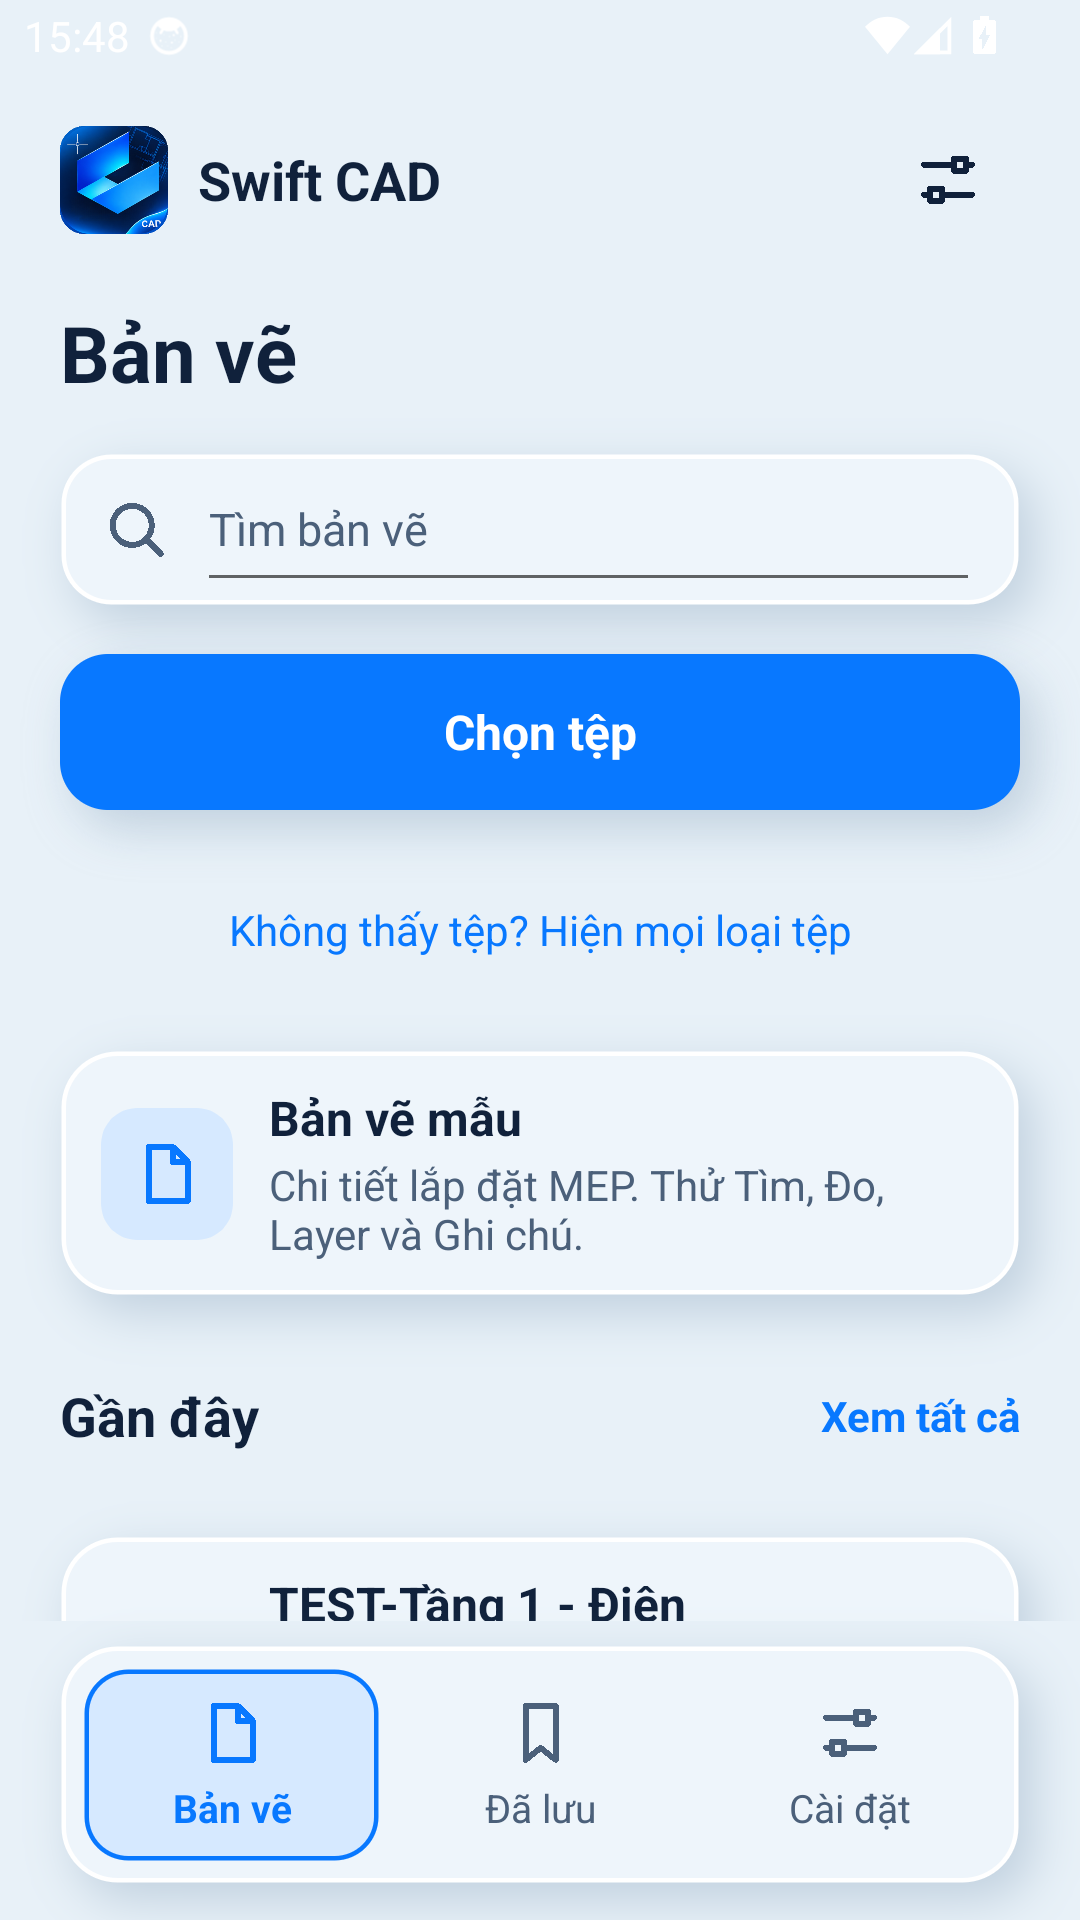 15:48
CAD
Swift CAD
Bản vẽ
Tìm bản vẽ
Chọn tệp
Không thấy tệp? Hiện mọi loại tệp
Bản vẽ mẫu
Chi tiết lắp đặt MEP. Thử Tìm, Đo,
Layer và Ghi chú.
Gần đây
Xem tất cả
TEST-Tầng 1 - Điện
Bản vẽ
Đã lưu
Cài đặt